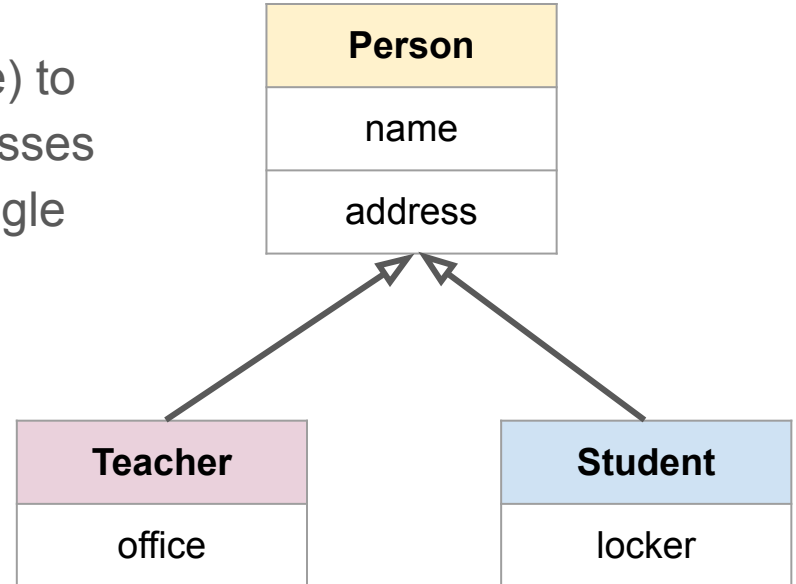 Person
e) to
name
sses
address
gle
Teacher
Student
office
locker